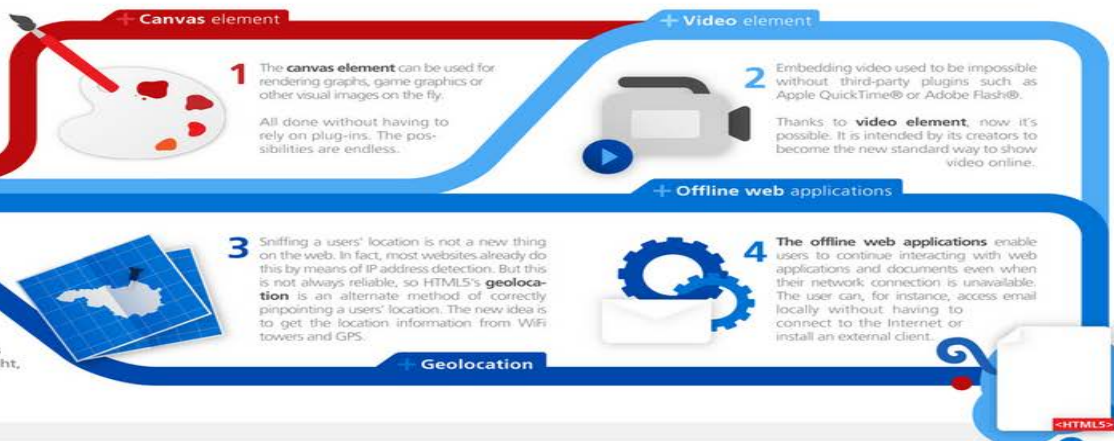 + Canvas element
1
The canvas element can be used for
rendering graphs, game graphics or
other visual images on the fly.
All done without having to
rely on plug-ins. The pos-
sibilities are endless.
+ Video element
2
Embedding video used to be impossible
without third-party plugins such as
Apple QuickTime® or Adobe Flash®.
Thanks to video element, now it's
possible. It is intended by its creators to
become the new standard way to show
video online.
3
Sniffing a users' location is not a new thing
on the web. In fact, most websites already do
this by means of IP address detection. But this
is not always reliable, so HTML5's geoloca-
tion is an alternate method of correctly
pinpointing a users' location. The new idea is
to get the location information from WiFi
towers and GPS.
+ Geolocation
+ Offline web applications
4
The offline web applications enable
users to continue interacting with web
applications and documents even when
their network connection is unavailable.
The user can, for instance, access email
locally without having to
connect to the Internet or
install an external client.
ht,
<HTML5>